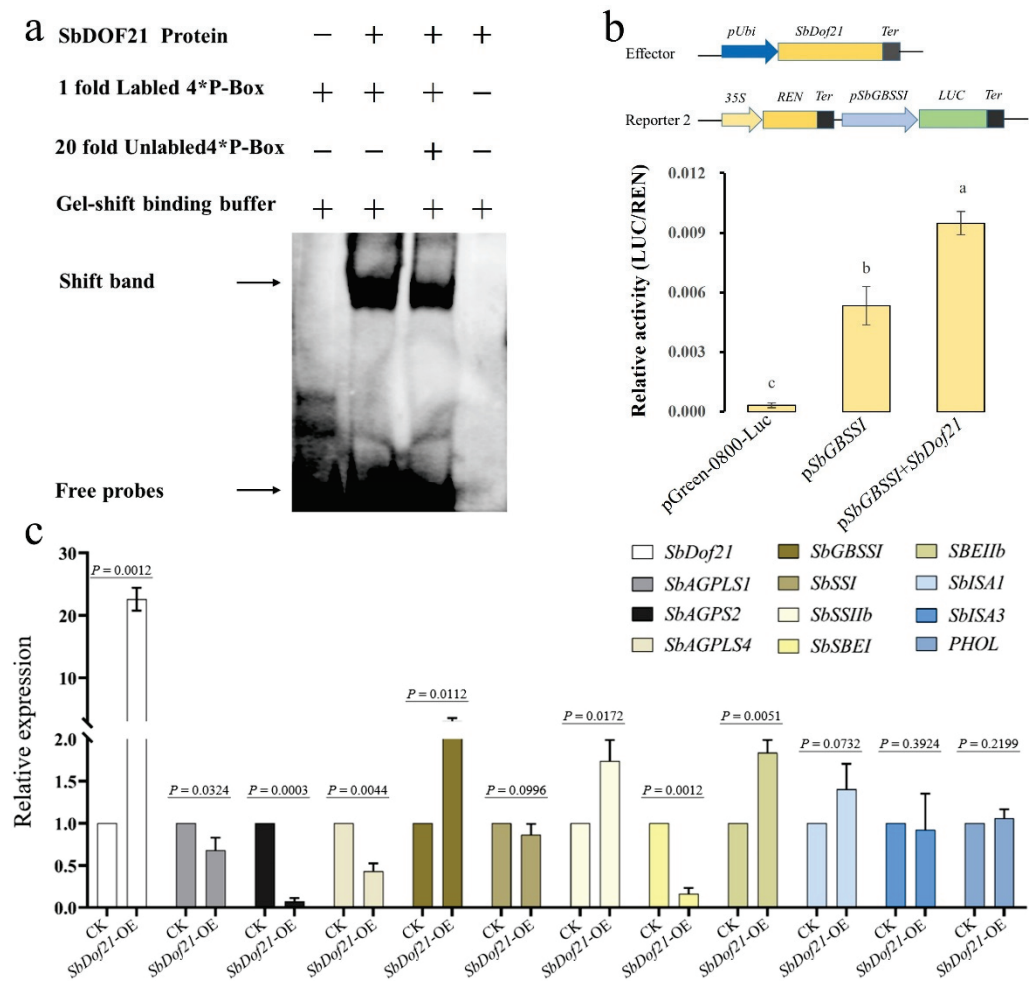 a
SbDOF21 Protein − + + +
1 fold Labled 4*P-Box + + + −
20 fold Unlabled4*P-Box − − + −
Gel-shift binding buffer + + + +
Shift band
Free probes
b
pUbi SbDof21 Ter
Effector
35S REN Ter pSbGBSSI LUC Ter
Reporter 2
Relative activity (LUC/REN)
0.012
0.009
0.006
0.003
0.000
c
b
a
pGreen-0800-Luc
pSbGBSSI
pSbGBSSI+SbDof21
c
SbDof21 SbGBSSI SBEIIb
SbAGPLS1 SbSSI SbISA1
SbAGPS2 SbSSIIb SbISA3
SbAGPLS4 SbSBEI PHOL
Relative expression
30
20
10
2.0
1.5
1.0
0.5
0.0
P = 0.0012
P = 0.0324
P = 0.0003
P = 0.0044
P = 0.0112
P = 0.0996
P = 0.0172
P = 0.0012
P = 0.0051
P = 0.0732
P = 0.3924
P = 0.2199
CK
SbDof21-OE
CK
SbDof21-OE
CK
SbDof21-OE
CK
SbDof21-OE
CK
SbDof21-OE
CK
SbDof21-OE
CK
SbDof21-OE
CK
SbDof21-OE
CK
SbDof21-OE
CK
SbDof21-OE
CK
SbDof21-OE
CK
SbDof21-OE